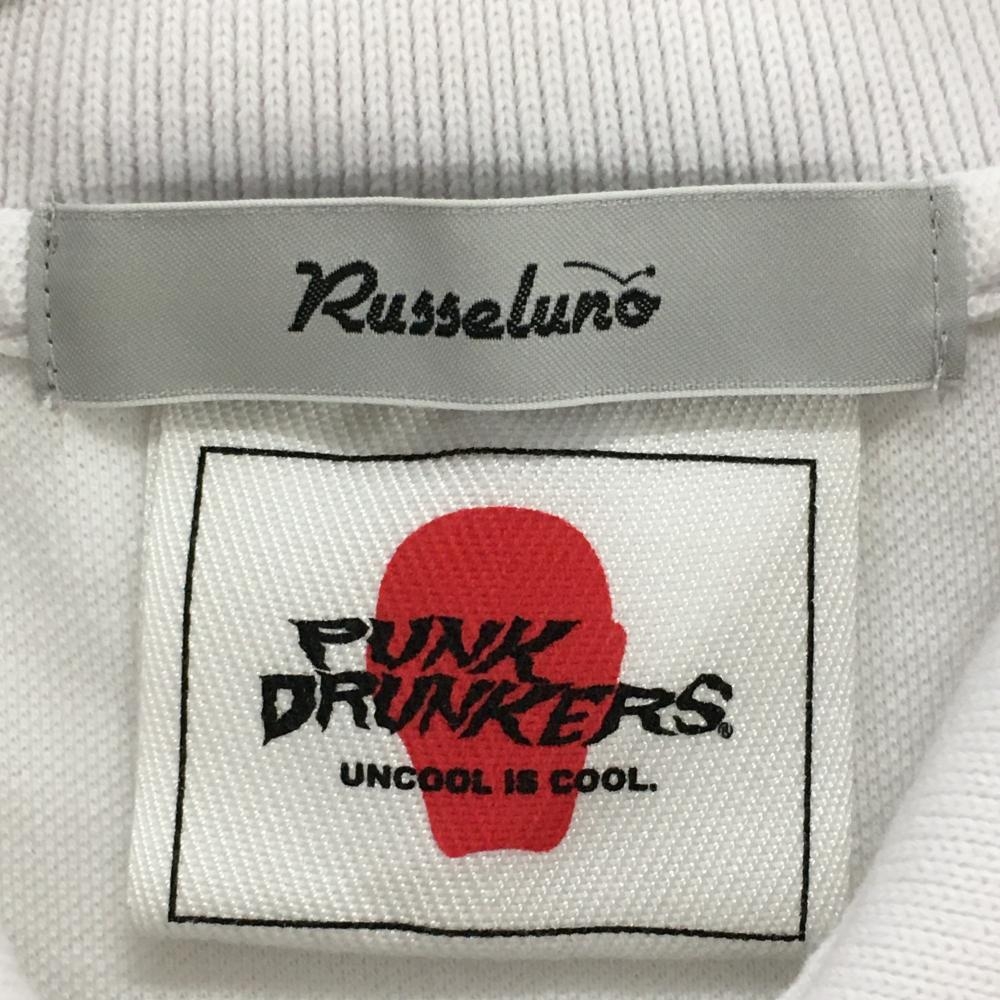 Russeluno
PUNK
DRUNKERS®
UNCOOL IS COOL.